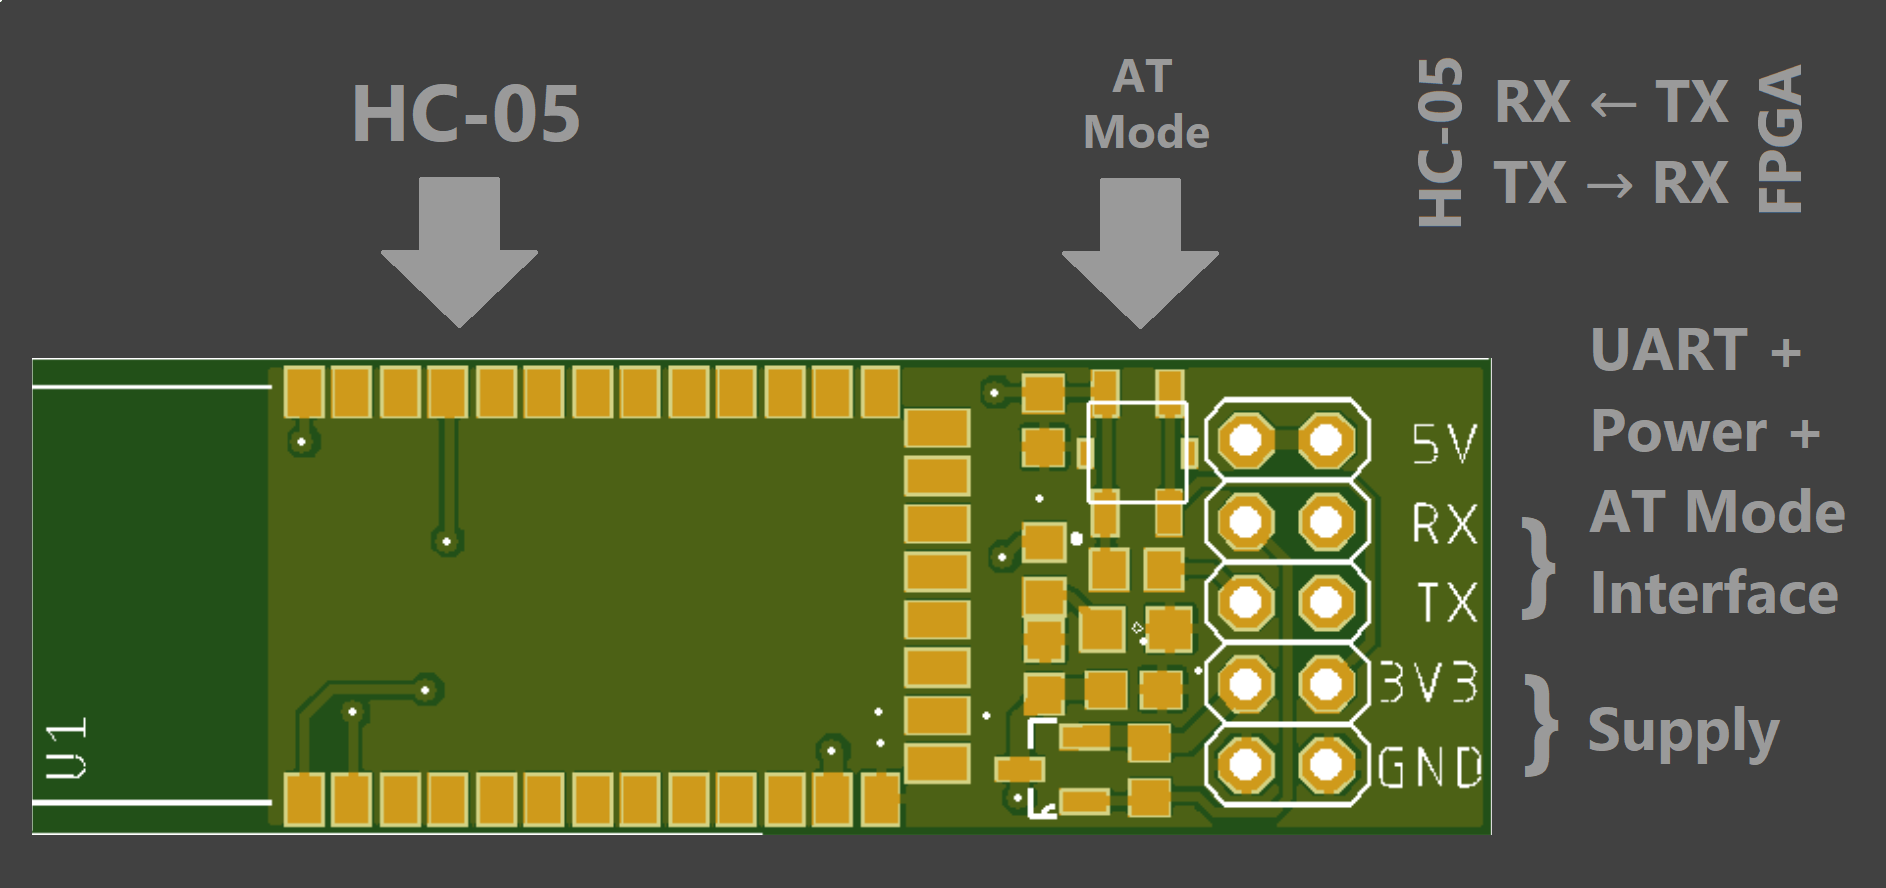 HC-05
AT
Mode
HC-05
RX ← TX
TX → RX
FPGA
UART +
Power +
AT Mode
Interface
Supply
5V
RX
TX
3V3
GND
U1